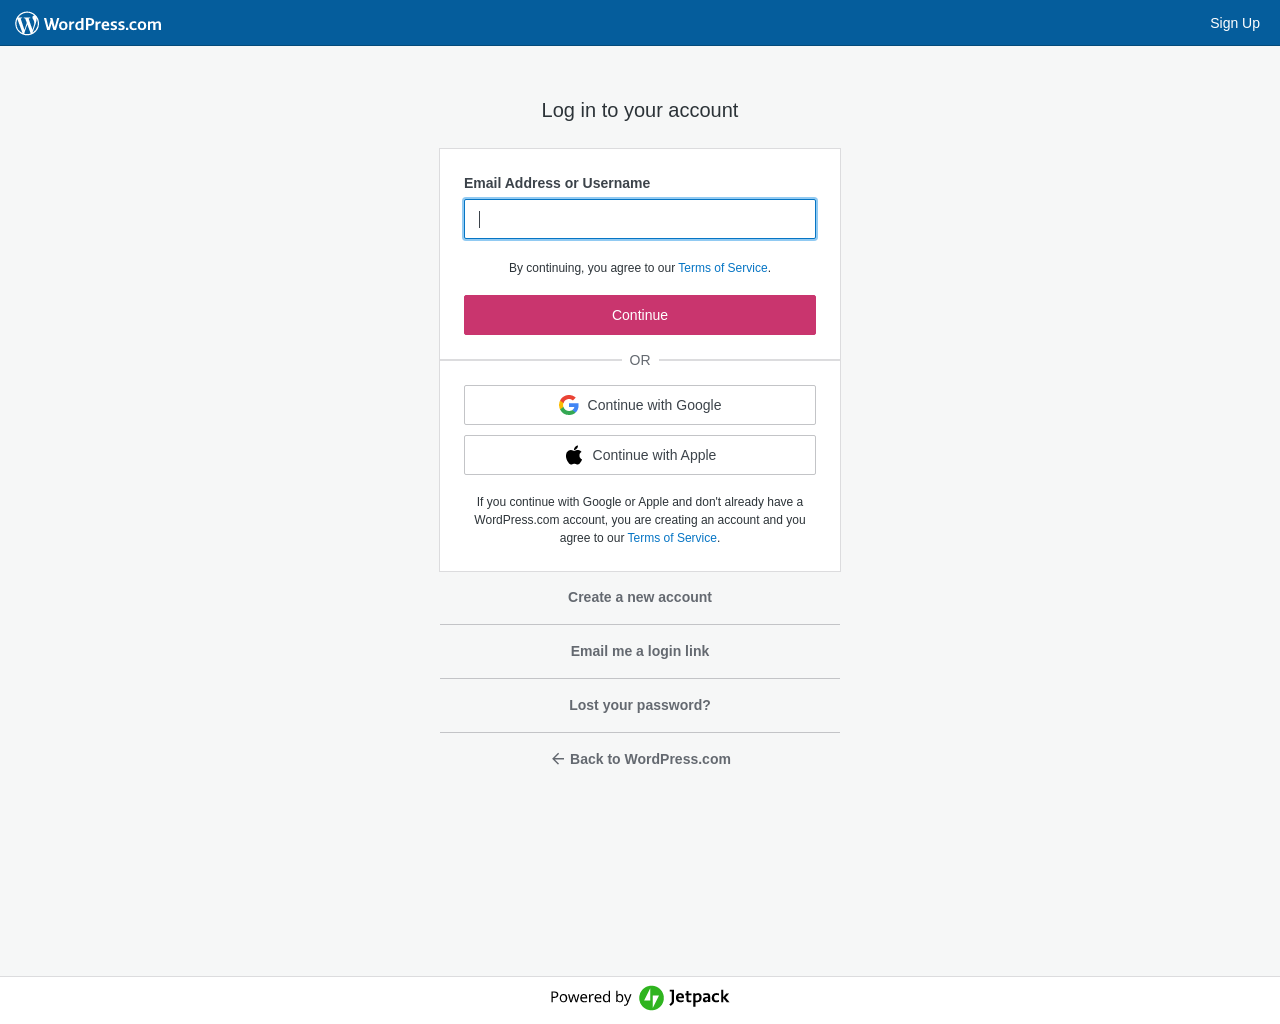 WordPress.com
Sign Up
Log in to your account
Email Address or Username
By continuing, you agree to our Terms of Service.
Continue
OR
Continue with Google
Continue with Apple
If you continue with Google or Apple and don't already have a
WordPress.com account, you are creating an account and you
agree to our Terms of Service.
Create a new account
Email me a login link
Lost your password?
Back to WordPress.com
Powered by Jetpack